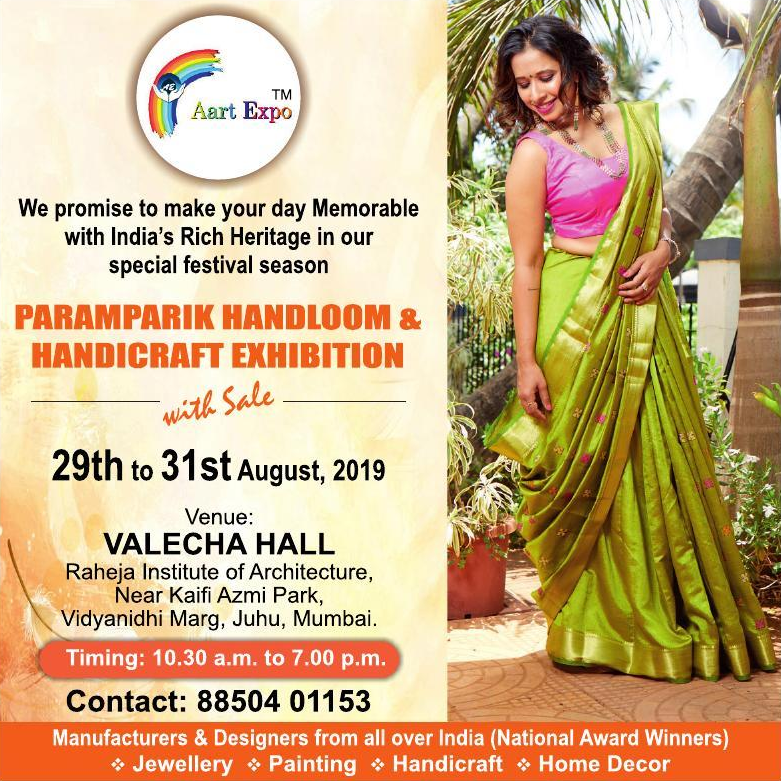 TM
Aart Expo
We promise to make your day Memorable
with India's Rich Heritage in our
special festival season
PARAMPARIK HANDLOOM &
HANDICRAFT EXHIBITION
with Sale
29th to 31st August, 2019
Venue:
VALECHA HALL
Raheja Institute of Architecture,
Near Kaifi Azmi Park,
Vidyanidhi Marg, Juhu, Mumbai.
Timing: 10.30 a.m. to 7.00 p.m.
Contact: 88504 01153
Manufacturers & Designers from all over India (National Award Winners)
❖ Jewellery ❖ Painting ❖ Handicraft ❖ Home Decor